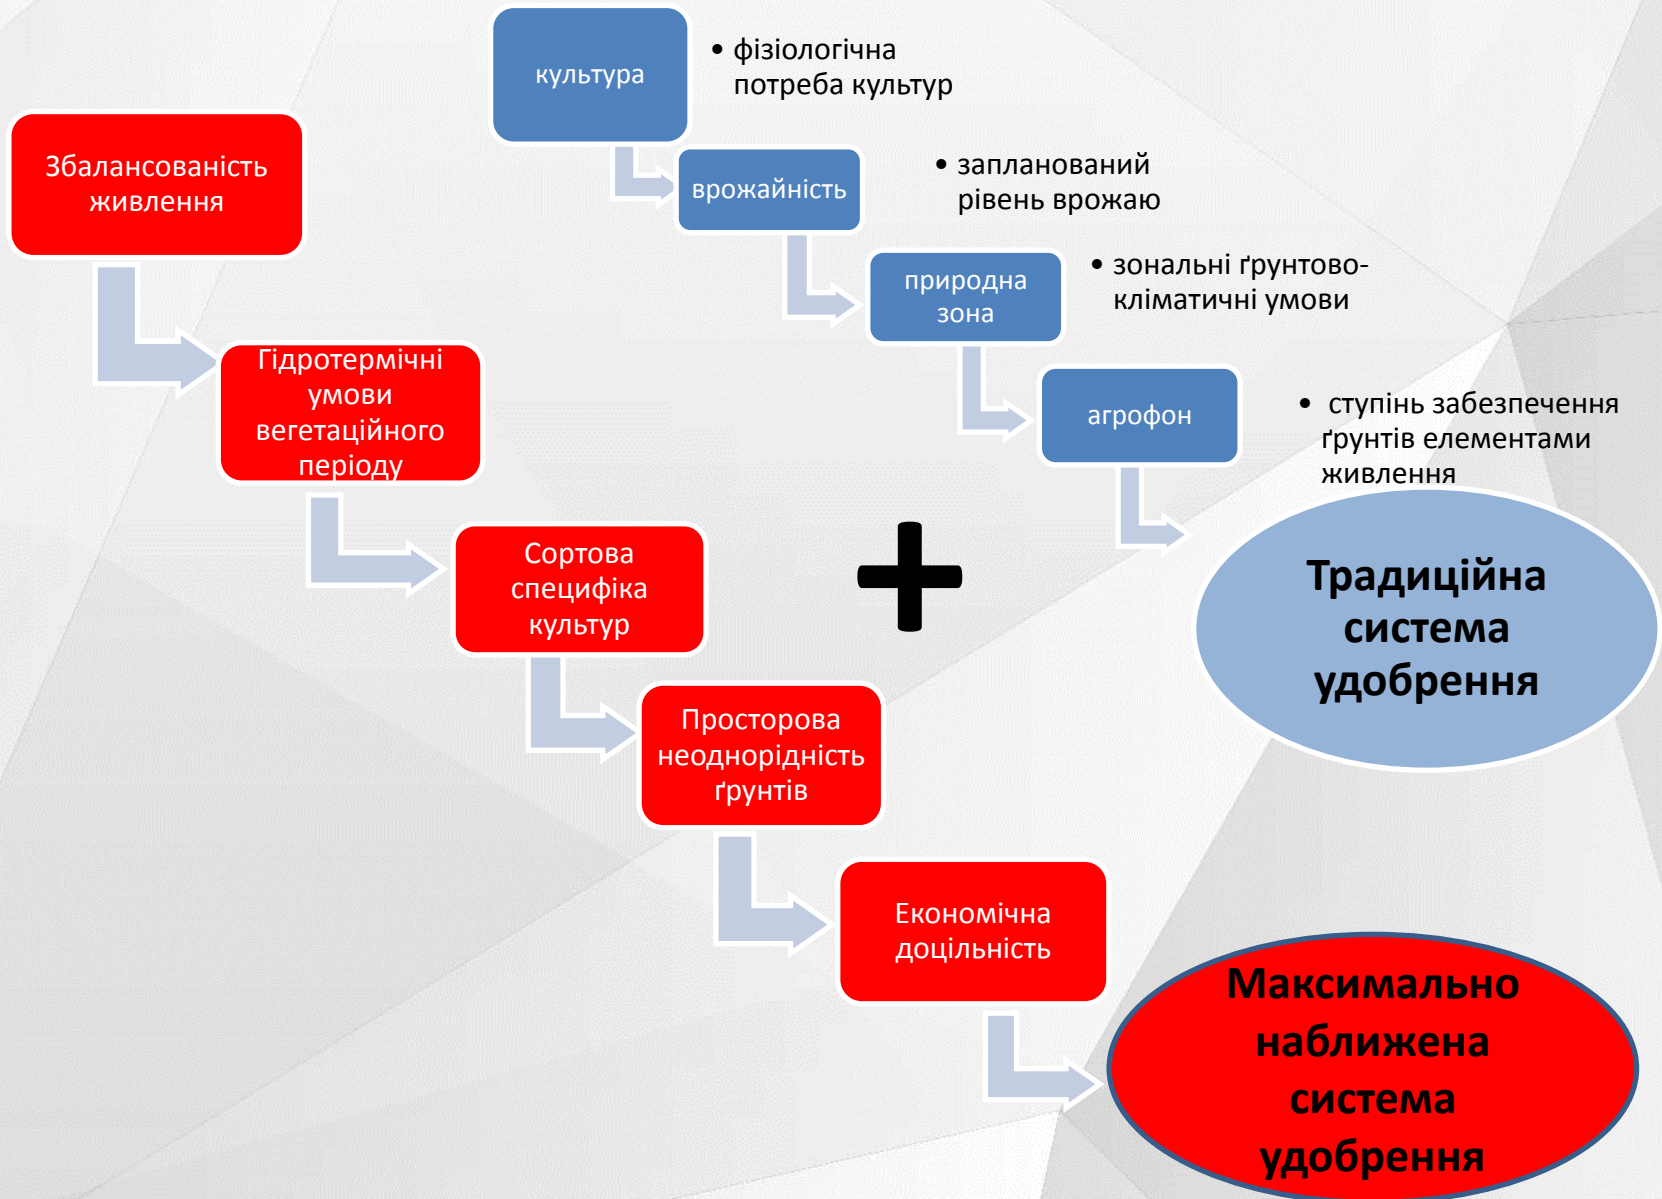 культура
• фізіологічна
потреба культур
врожайність
• запланований
рівень врожаю
природна
зона
• зональні ґрунтово-
кліматичні умови
агрофон
• ступінь забезпечення
ґрунтів елементами
живлення
Традиційна
система
удобрення
+
Збалансованість
живлення
Гідротермічні
умови
вегетаційного
періоду
Сортова
специфіка
культур
Просторова
неоднорідність
ґрунтів
Економічна
доцільність
Максимально
наближена
система
удобрення